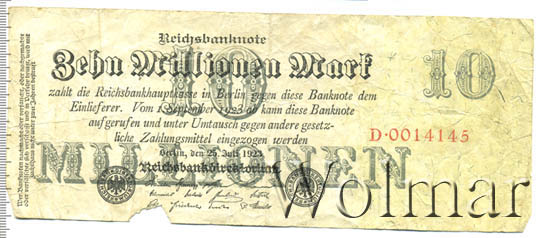 Reichsbanknote
Zehn Millionen Mark
10
10
zahlt die Reichsbankhauptkasse in Berlin gegen diese Banknote dem
Einlieferer. Vom 1. September 1923 ab kann diese Banknote
aufgerufen und unter Umtausch gegen andere gesetz-
liche Zahlungsmittel eingezogen werden
D·0014145
MILLIONEN
Berlin, den 25. Juli 1923
Reichsbankdirektorium
Wolmar